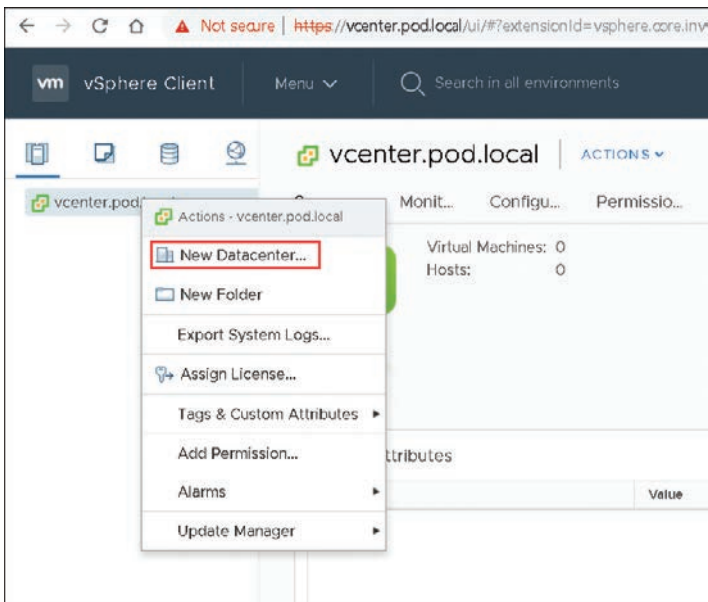 Not secure | https://vcenter.pod.local/ui/#?extensionId=vsphere.core.inv
vm vSphere Client Menu Search in all environments
vcenter.pod.local ACTIONS
vcenter.pod
Actions - vcenter.pod.local
Monit... Configu... Permissio...
New Datacenter...
Virtual Machines: 0
Hosts: 0
New Folder
Export System Logs...
Assign License...
Tags & Custom Attributes
Add Permission...
ttributes
Alarms
Value
Update Manager